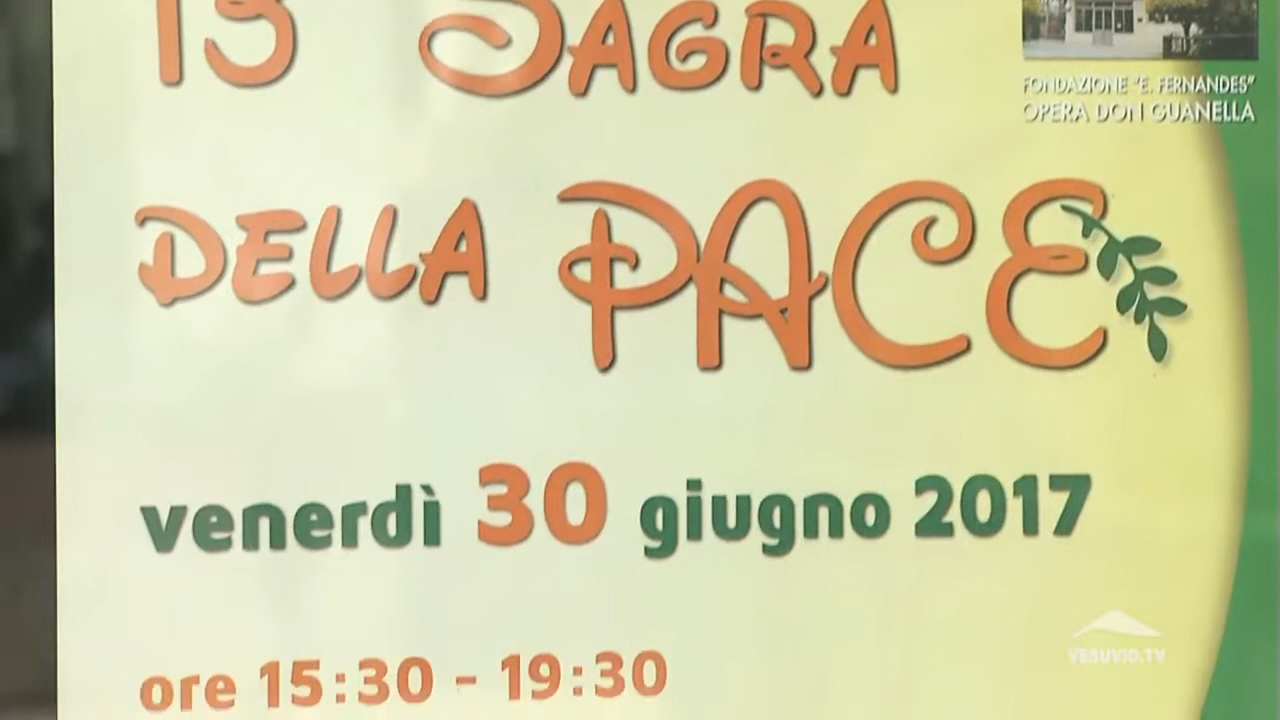 SAGRA
FONDAZIONE "E. FERNANDES"
OPERA DON GUANELLA
DELLA PACE
venerdì 30 giugno 2017
ore 15:30 - 19:30
VESUVIO.TV